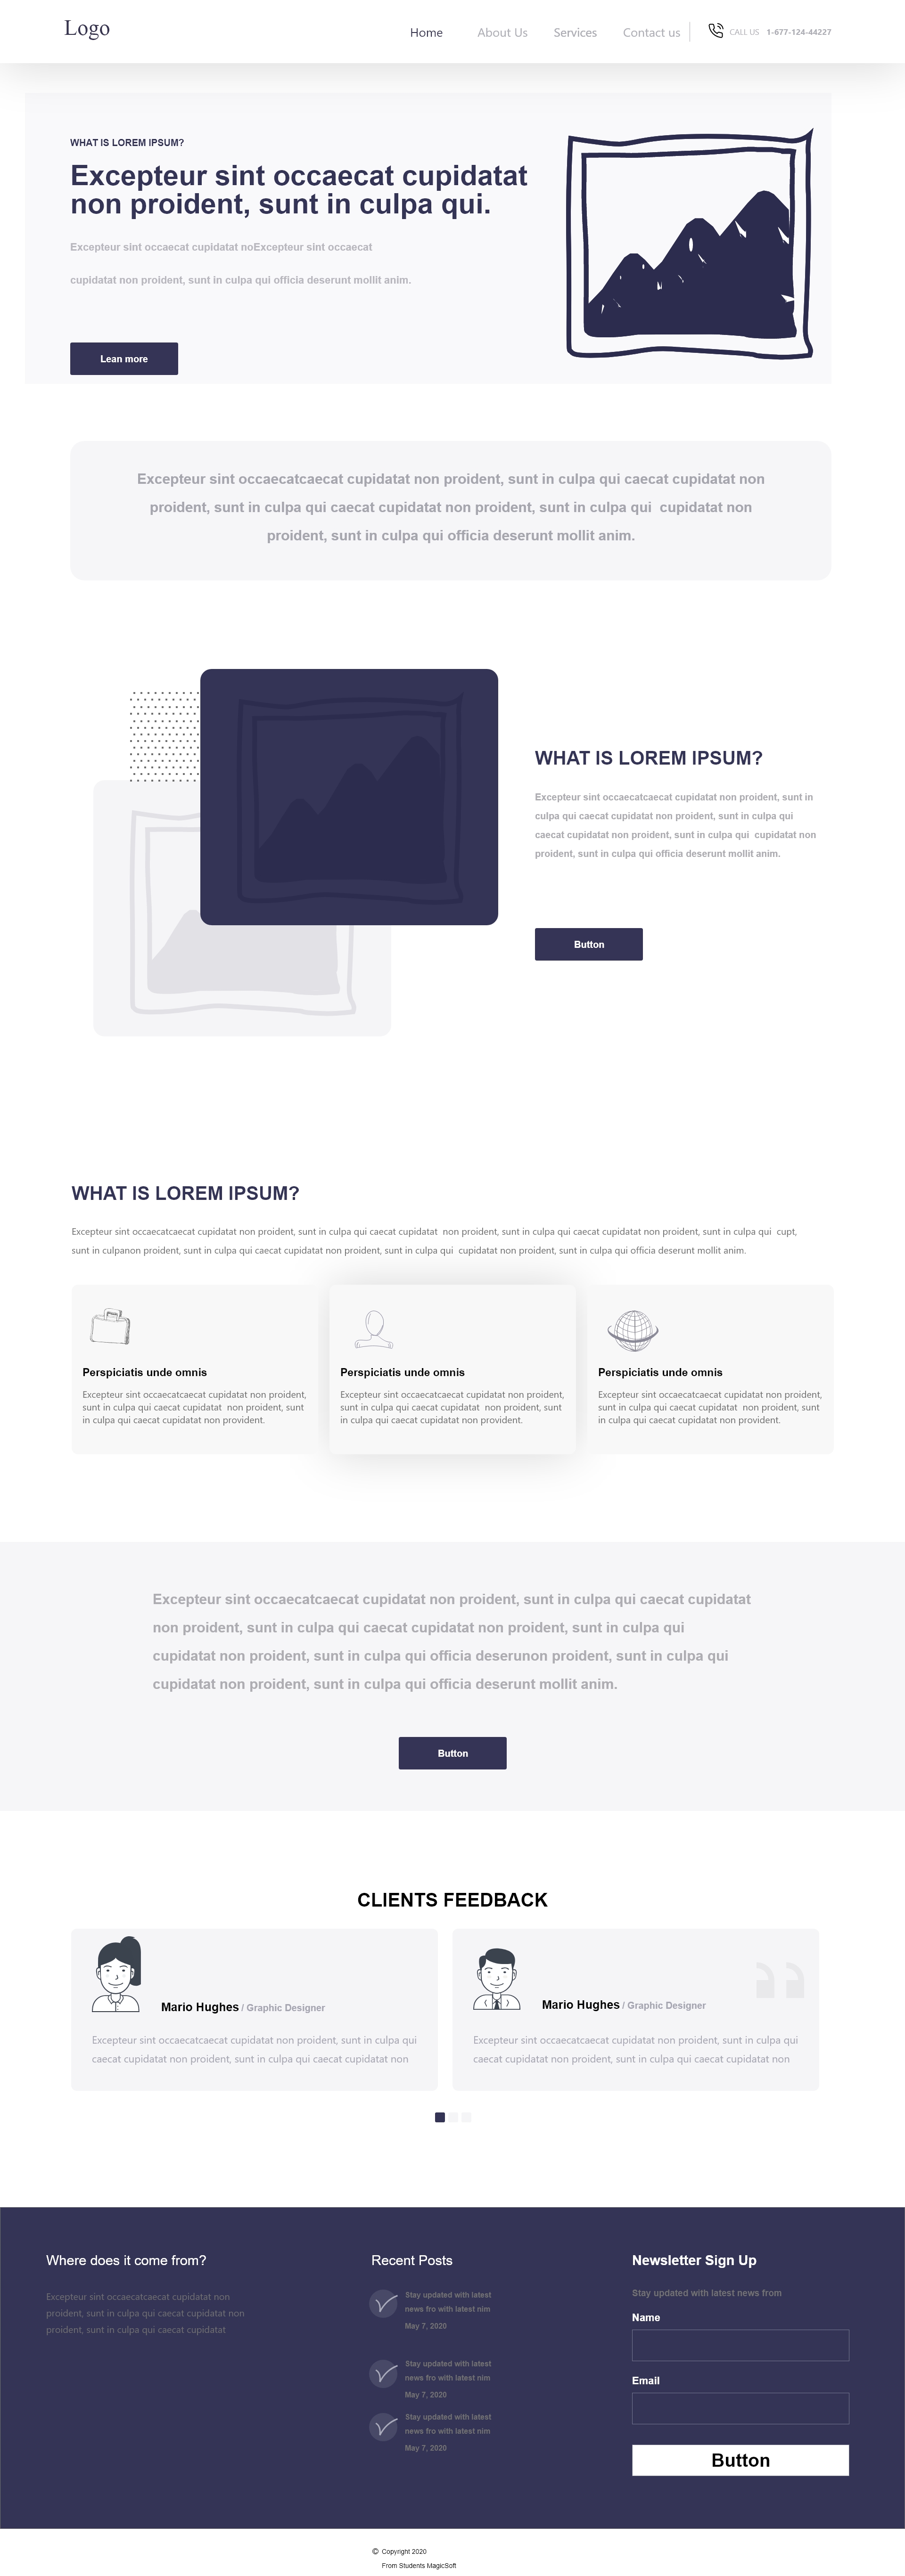 Logo
Home
About Us
Services
Contact us
CALL US 1-677-124-44227
WHAT IS LOREM IPSUM?
Excepteur sint occaecat cupidatat
non proident, sunt in culpa qui.
Excepteur sint occaecat cupidatat noExcepteur sint occaecat
cupidatat non proident, sunt in culpa qui officia deserunt mollit anim.
Lean more
Excepteur sint occaecatcaecat cupidatat non proident, sunt in culpa qui caecat cupidatat non
proident, sunt in culpa qui caecat cupidatat non proident, sunt in culpa qui  cupidatat non
proident, sunt in culpa qui officia deserunt mollit anim.
WHAT IS LOREM IPSUM?
Excepteur sint occaecatcaecat cupidatat non proident, sunt in
culpa qui caecat cupidatat non proident, sunt in culpa qui
caecat cupidatat non proident, sunt in culpa qui  cupidatat non
proident, sunt in culpa qui officia deserunt mollit anim.
Button
WHAT IS LOREM IPSUM?
Excepteur sint occaecatcaecat cupidatat non proident, sunt in culpa qui caecat cupidatat  non proident, sunt in culpa qui caecat cupidatat non proident, sunt in culpa qui  cupt,
sunt in culpanon proident, sunt in culpa qui caecat cupidatat non proident, sunt in culpa qui  cupidatat non proident, sunt in culpa qui officia deserunt mollit anim.
Perspiciatis unde omnis
Excepteur sint occaecatcaecat cupidatat non proident,
sunt in culpa qui caecat cupidatat  non proident, sunt
in culpa qui caecat cupidatat non provident.
Perspiciatis unde omnis
Excepteur sint occaecatcaecat cupidatat non proident,
sunt in culpa qui caecat cupidatat  non proident, sunt
in culpa qui caecat cupidatat non provident.
Perspiciatis unde omnis
Excepteur sint occaecatcaecat cupidatat non proident,
sunt in culpa qui caecat cupidatat  non proident, sunt
in culpa qui caecat cupidatat non provident.
Excepteur sint occaecatcaecat cupidatat non proident, sunt in culpa qui caecat cupidatat
non proident, sunt in culpa qui caecat cupidatat non proident, sunt in culpa qui
cupidatat non proident, sunt in culpa qui officia deserunon proident, sunt in culpa qui
cupidatat non proident, sunt in culpa qui officia deserunt mollit anim.
Button
CLIENTS FEEDBACK
Mario Hughes / Graphic Designer
Excepteur sint occaecatcaecat cupidatat non proident, sunt in culpa qui
caecat cupidatat non proident, sunt in culpa qui caecat cupidatat non
Mario Hughes / Graphic Designer
Excepteur sint occaecatcaecat cupidatat non proident, sunt in culpa qui
caecat cupidatat non proident, sunt in culpa qui caecat cupidatat non
Where does it come from?
Excepteur sint occaecatcaecat cupidatat non
proident, sunt in culpa qui caecat cupidatat non
proident, sunt in culpa qui caecat cupidatat
Recent Posts
Stay updated with latest
news fro with latest nim
May 7, 2020
Stay updated with latest
news fro with latest nim
May 7, 2020
Stay updated with latest
news fro with latest nim
May 7, 2020
Newsletter Sign Up
Stay updated with latest news from
Name
Email
Button
© Copyright 2020
From Students MagicSoft